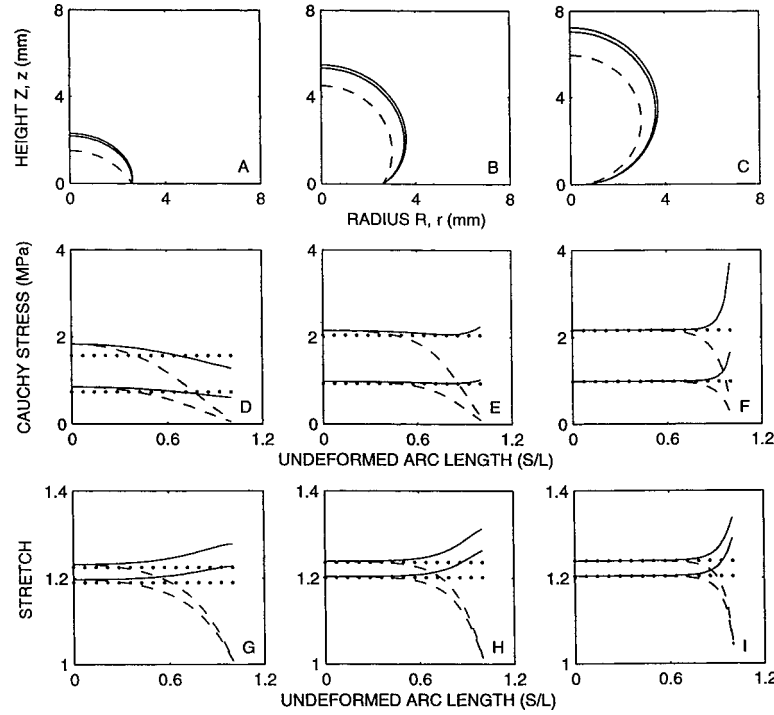 8 8 8
HEIGHT Z, z (mm)
4 4 4
A B C
0 0 0
0 4 8 0 4 8 0 4 8
RADIUS R, r (mm)
4 4 4
CAUCHY STRESS (MPa)
2 2 2
D E F
0 0 0
0 0.6 1.2 0 0.6 1.2 0 0.6 1.2
UNDEFORMED ARC LENGTH (S/L)
1.4 1.4 1.4
STRETCH
1.2 1.2 1.2
G H I
1 1 1
0 0.6 1.2 0 0.6 1.2 0 0.6 1.2
UNDEFORMED ARC LENGTH (S/L)